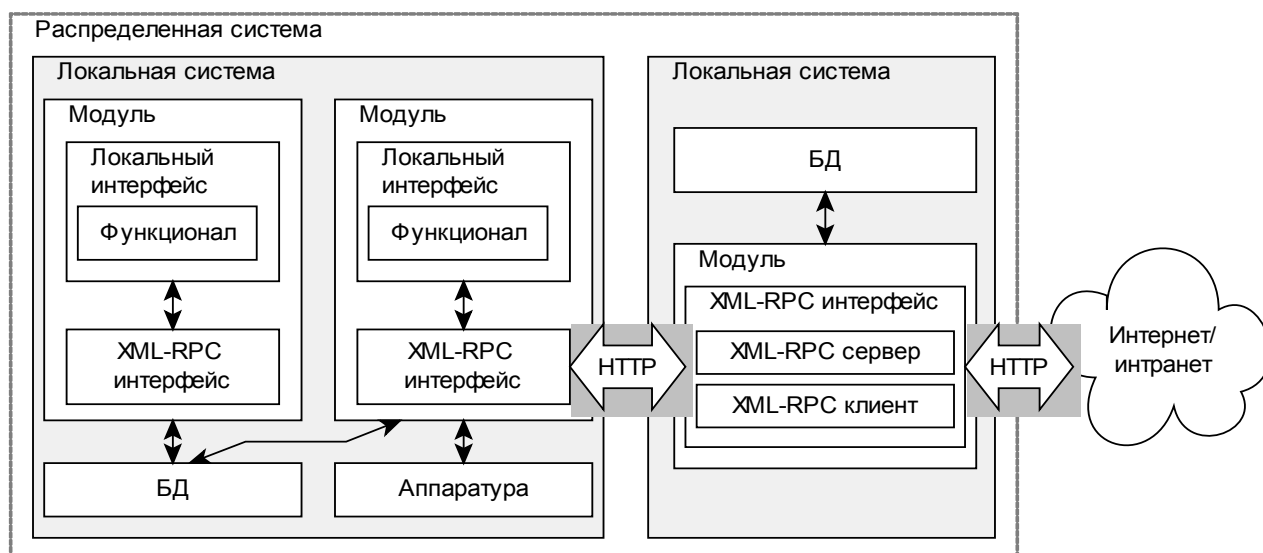 Распределенная система
Локальная система
Модуль
Локальный
интерфейс
Функционал
XML-RPC
интерфейс
БД
Модуль
Локальный
интерфейс
Функционал
XML-RPC
интерфейс
Аппаратура
HTTP
Локальная система
БД
Модуль
XML-RPC интерфейс
XML-RPC сервер
XML-RPC клиент
HTTP
Интернет/
интранет